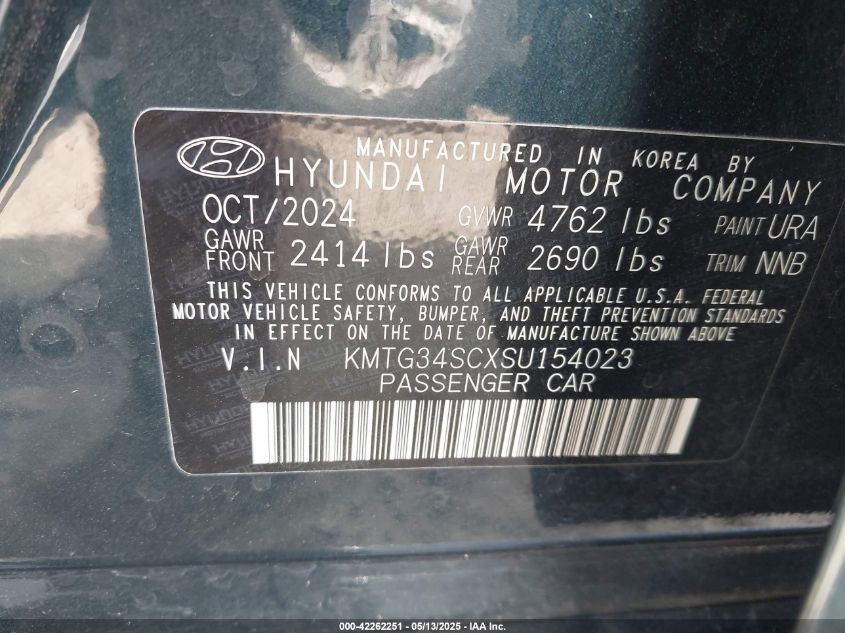 MANUFACTURED IN KOREA BY
HYUNDAI MOTOR COMPANY
OCT/2024 GVWR 4762 lbs PAINT URA
GAWR FRONT 2414 lbs GAWR REAR 2690 lbs TRIM NNB
THIS VEHICLE CONFORMS TO ALL APPLICABLE U.S.A. FEDERAL
MOTOR VEHICLE SAFETY, BUMPER, AND THEFT PREVENTION STANDARDS
IN EFFECT ON THE DATE OF MANUFACTURE SHOWN ABOVE
V.I.N KMTG34SCXSU154023
PASSENGER CAR
000-42262251 - 05/13/2025 - IAA Inc.